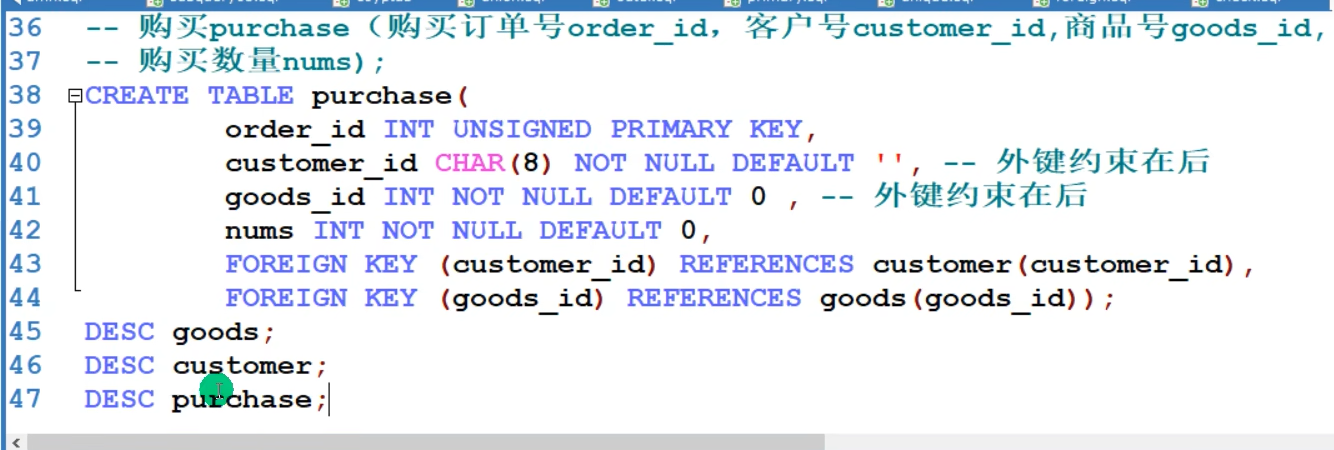 36 -- 购买purchase（购买订单号order_id，客户号customer_id,商品号goods_id,
37 -- 购买数量nums);
38 CREATE TABLE purchase(
39 order_id INT UNSIGNED PRIMARY KEY,
40 customer_id CHAR(8) NOT NULL DEFAULT '', -- 外键约束在后
41 goods_id INT NOT NULL DEFAULT 0 , -- 外键约束在后
42 nums INT NOT NULL DEFAULT 0,
43 FOREIGN KEY (customer_id) REFERENCES customer(customer_id),
44 FOREIGN KEY (goods_id) REFERENCES goods(goods_id));
45 DESC goods;
46 DESC customer;
47 DESC purchase;